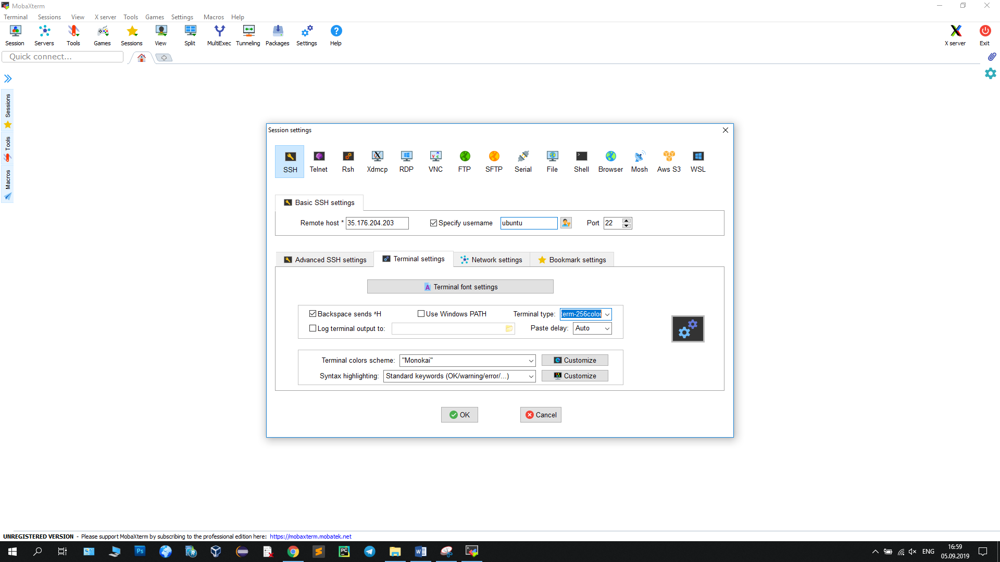 MobaXterm
Terminal Sessions View X server Tools Games Settings Macros Help
Session Servers Tools Games Sessions View Split MultiExec Tunneling Packages Settings Help X server Exit
Quick connect...
Sessions
Tools
Macros
Session settings
SSH Telnet Rsh Xdmcp RDP VNC FTP SFTP Serial File Shell Browser Mosh Aws S3 WSL
Basic SSH settings
Remote host * 35.176.204.203 Specify username ubuntu Port 22
Advanced SSH settings Terminal settings Network settings Bookmark settings
Terminal font settings
Backspace sends ^H Use Windows PATH Terminal type: term-256color
Log terminal output to: Paste delay: Auto
Terminal colors scheme: "Monokai" Customize
Syntax highlighting: Standard keywords (OK/warning/error/...) Customize
OK Cancel
UNREGISTERED VERSION - Please support MobaXterm by subscribing to the professional edition here: https://mobaxterm.mobatek.net
ENG 16:59
05.09.2019